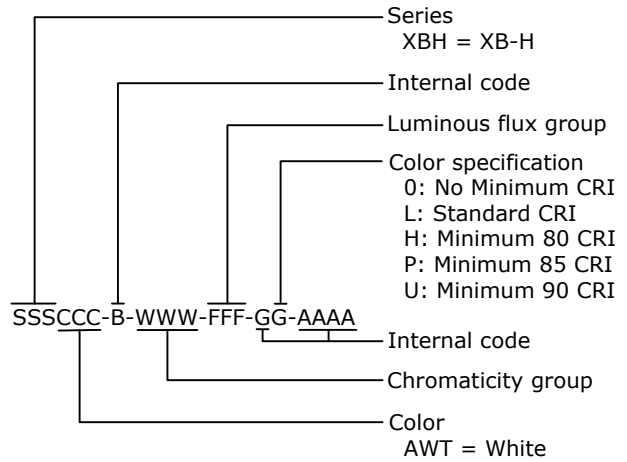 Series
XBH = XB-H
Internal code
Luminous flux group
Color specification
0: No Minimum CRI
L: Standard CRI
H: Minimum 80 CRI
P: Minimum 85 CRI
U: Minimum 90 CRI
SSSCCC-B-WWW-FFF-GG-AAAA
Internal code
Chromaticity group
Color
AWT = White